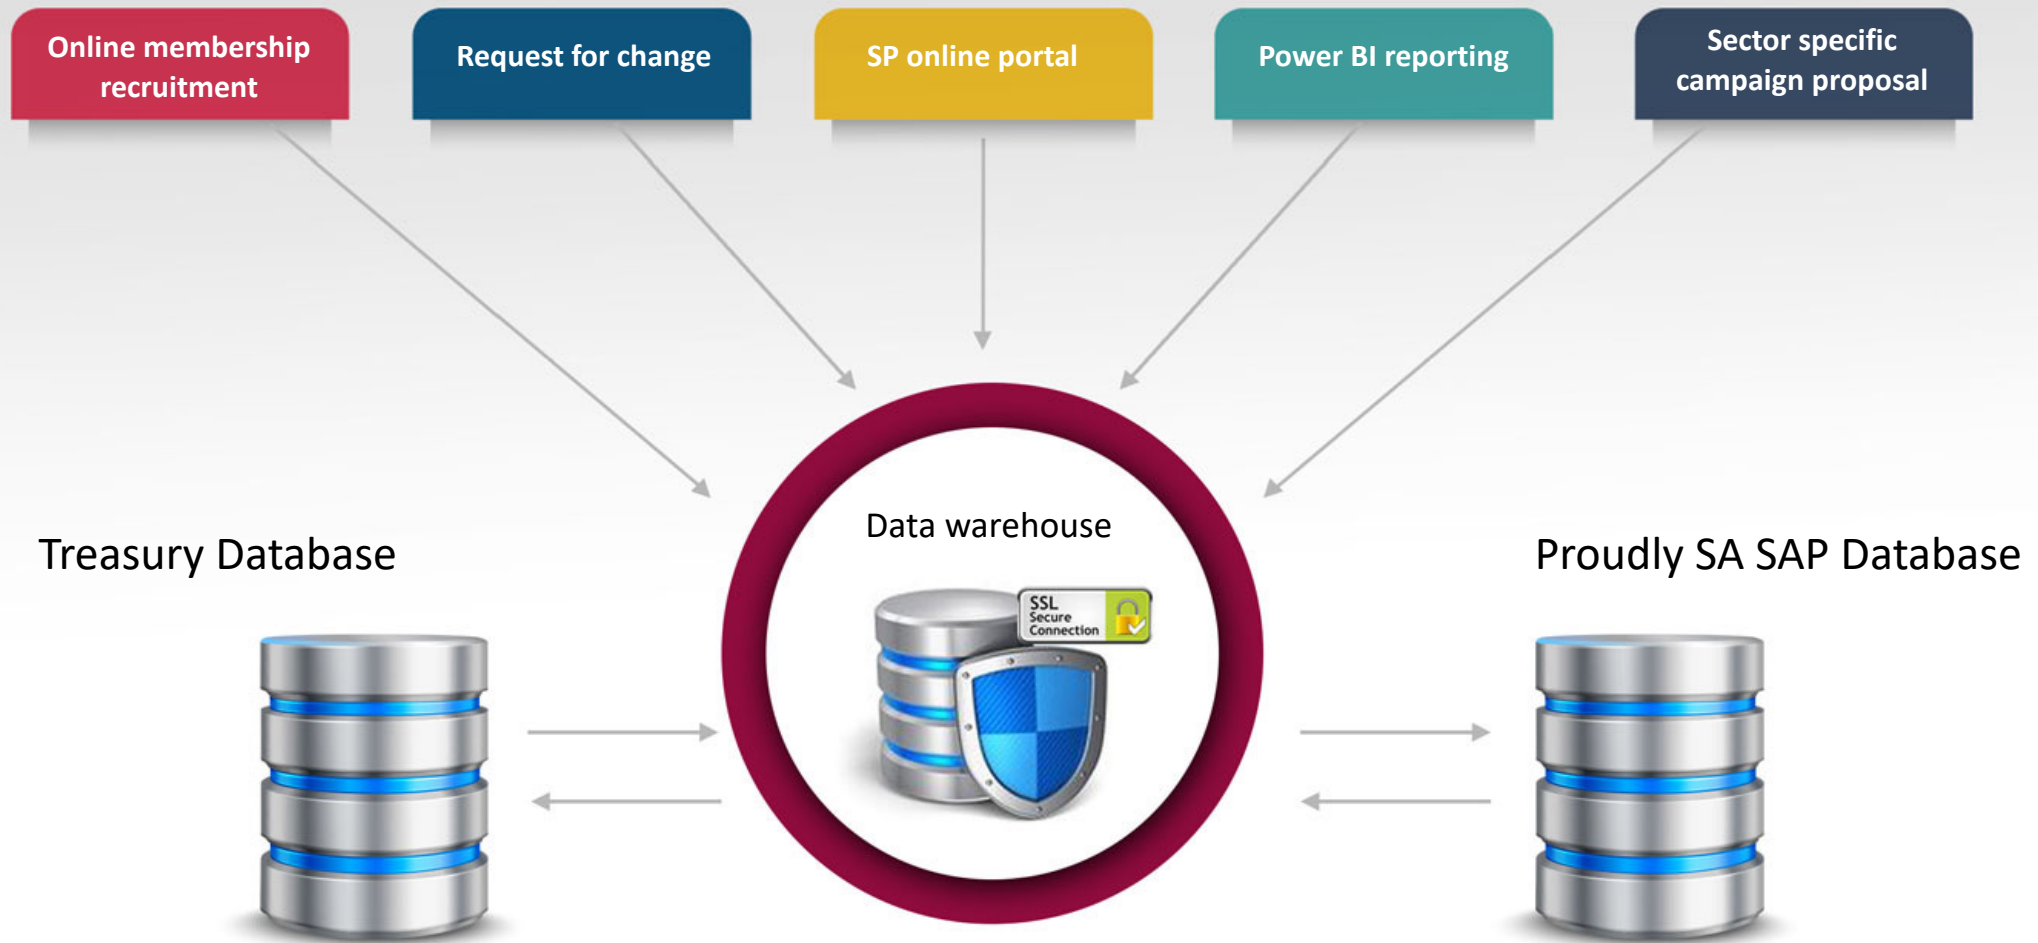 Online membership
recruitment
Request for change
SP online portal
Power BI reporting
Sector specific
campaign proposal
Data warehouse
Treasury Database
Proudly SA SAP Database
SSL
Secure
Connection